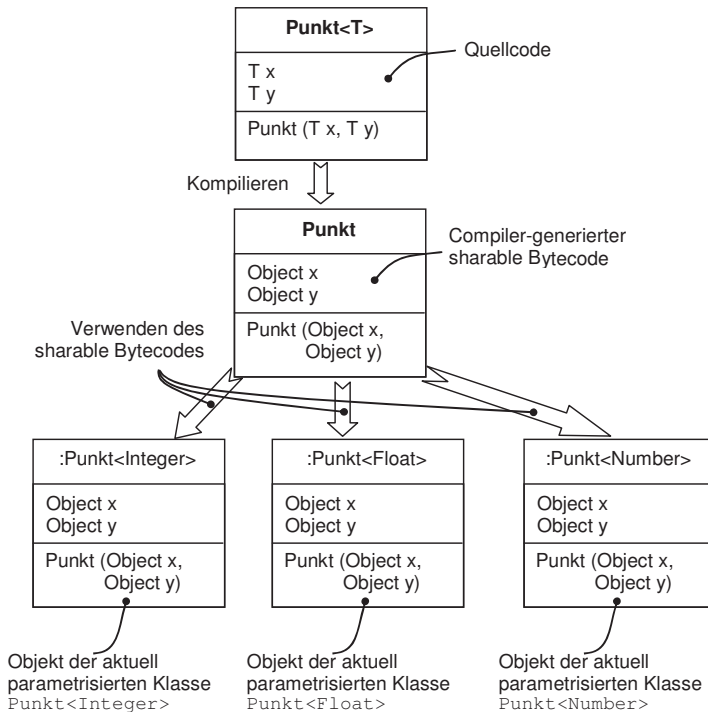 Punkt<T>
Quellcode
T x
T y
Punkt (T x, T y)
Kompilieren
Punkt
Compiler-generierter
sharable Bytecode
Object x
Object y
Punkt (Object x,
Object y)
Verwenden des
sharable Bytecodes
:Punkt<Integer>
Object x
Object y
Punkt (Object x,
Object y)
:Punkt<Float>
Object x
Object y
Punkt (Object x,
Object y)
:Punkt<Number>
Object x
Object y
Punkt (Object x,
Object y)
Objekt der aktuell
parametrisierten Klasse
Punkt<Integer>
Objekt der aktuell
parametrisierten Klasse
Punkt<Float>
Objekt der aktuell
parametrisierten Klasse
Punkt<Number>